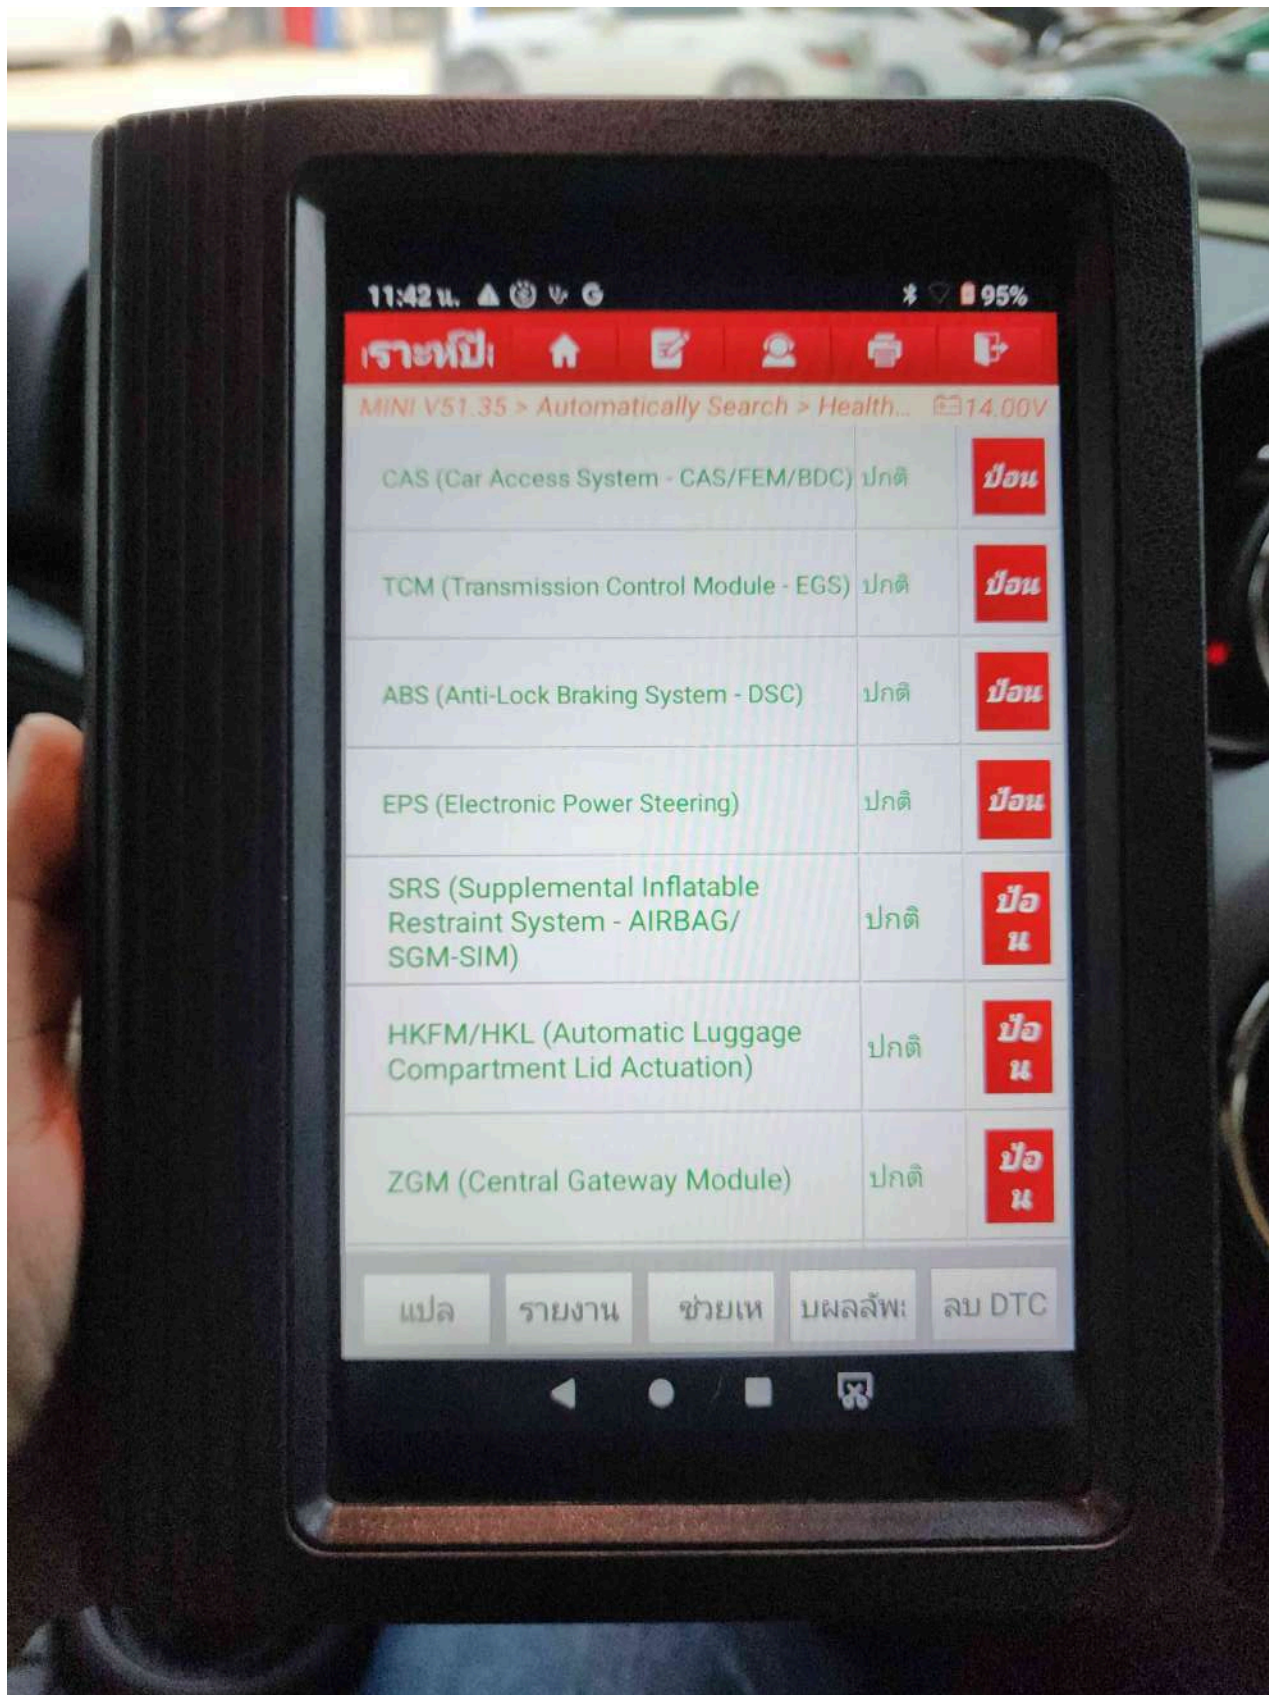 11:42 น. G 95%
เราะห์ปัเ
MINI V51.35 > Automatically Search > Health... 14.00V
CAS (Car Access System - CAS/FEM/BDC) ปกติ ป้อน
TCM (Transmission Control Module - EGS) ปกติ ป้อน
ABS (Anti-Lock Braking System - DSC) ปกติ ป้อน
EPS (Electronic Power Steering) ปกติ ป้อน
SRS (Supplemental Inflatable
Restraint System - AIRBAG/
SGM-SIM) ปกติ ป้อ
น
HKFM/HKL (Automatic Luggage
Compartment Lid Actuation) ปกติ ป้อ
น
ZGM (Central Gateway Module) ปกติ ป้อ
น
แปล รายงาน ช่วยเห บผลลัพะ ลบ DTC